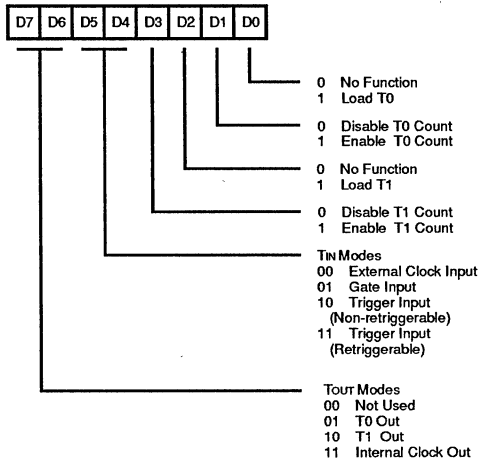 D7 D6 D5 D4 D3 D2 D1 D0
0 No Function
1 Load T0
0 Disable T0 Count
1 Enable T0 Count
0 No Function
1 Load T1
0 Disable T1 Count
1 Enable T1 Count
TIN Modes
00 External Clock Input
01 Gate Input
10 Trigger Input
(Non-retriggerable)
11 Trigger Input
(Retriggerable)
TOUT Modes
00 Not Used
01 T0 Out
10 T1 Out
11 Internal Clock Out